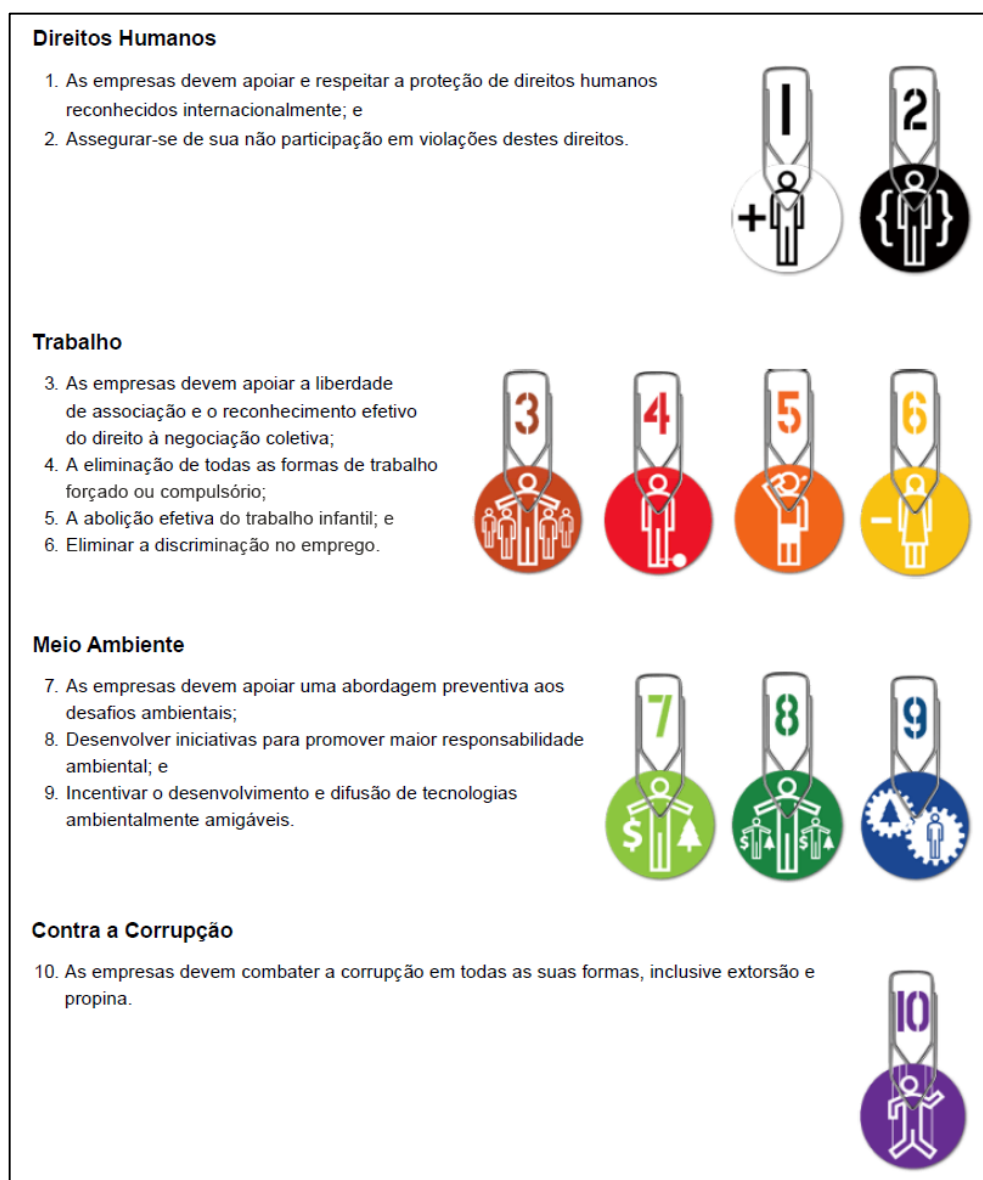 Direitos Humanos
1. As empresas devem apoiar e respeitar a proteção de direitos humanos
reconhecidos internacionalmente; e
2. Assegurar-se de sua não participação em violações destes direitos.
1 2
Trabalho
3. As empresas devem apoiar a liberdade
de associação e o reconhecimento efetivo
do direito à negociação coletiva;
4. A eliminação de todas as formas de trabalho
forçado ou compulsório;
5. A abolição efetiva do trabalho infantil; e
6. Eliminar a discriminação no emprego.
3 4 5 6
Meio Ambiente
7. As empresas devem apoiar uma abordagem preventiva aos
desafios ambientais;
8. Desenvolver iniciativas para promover maior responsabilidade
ambiental; e
9. Incentivar o desenvolvimento e difusão de tecnologias
ambientalmente amigáveis.
7 8 9
$ $ $
Contra a Corrupção
10. As empresas devem combater a corrupção em todas as suas formas, inclusive extorsão e
propina.
10